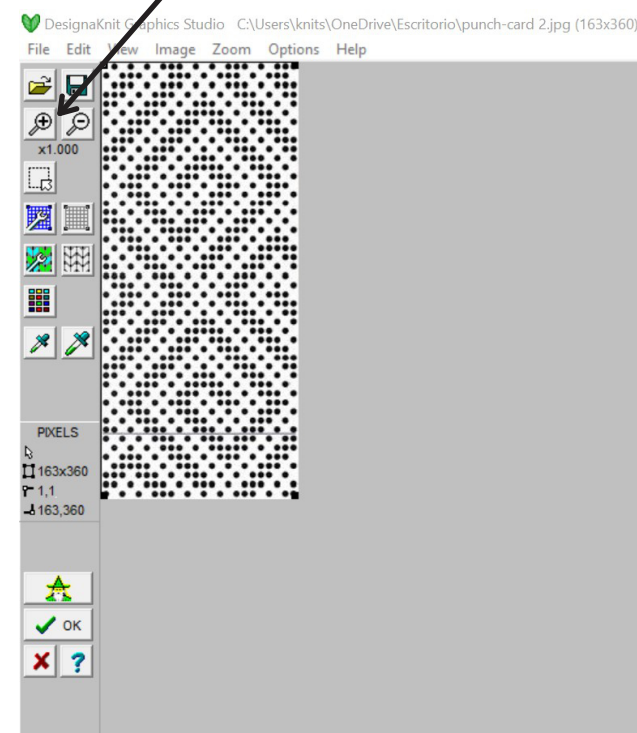 DesignaKnit Graphics Studio C:\Users\knits\OneDrive\Escritorio\punch-card 2.jpg (163x360)
File Edit View Image Zoom Options Help
x1.000
PIXELS
163x360
1,1
163,360
OK
?